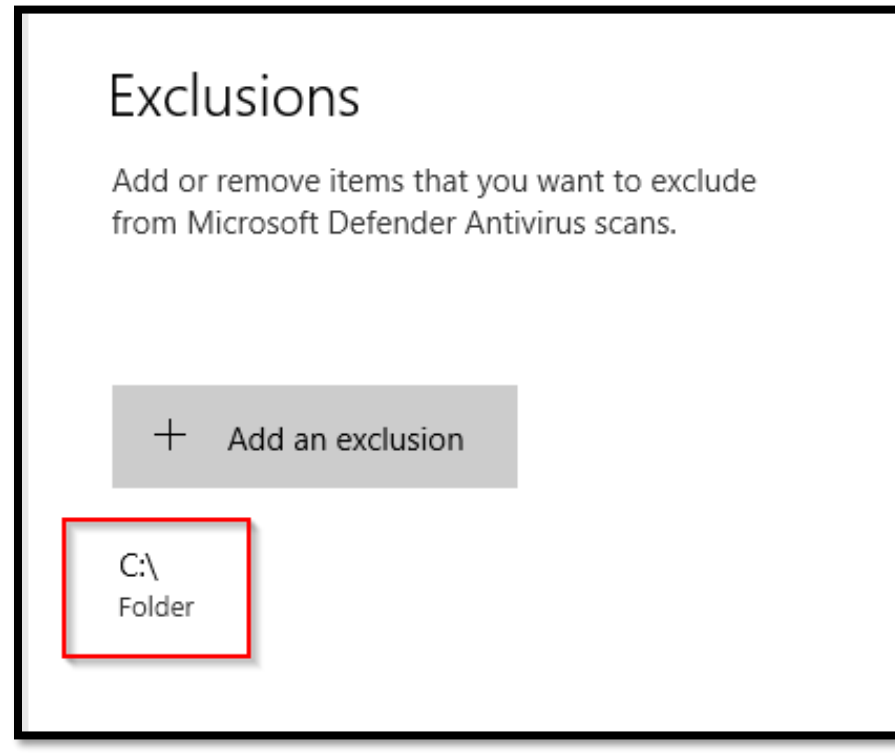 Exclusions
Add or remove items that you want to exclude
from Microsoft Defender Antivirus scans.
+ Add an exclusion
C:\
Folder